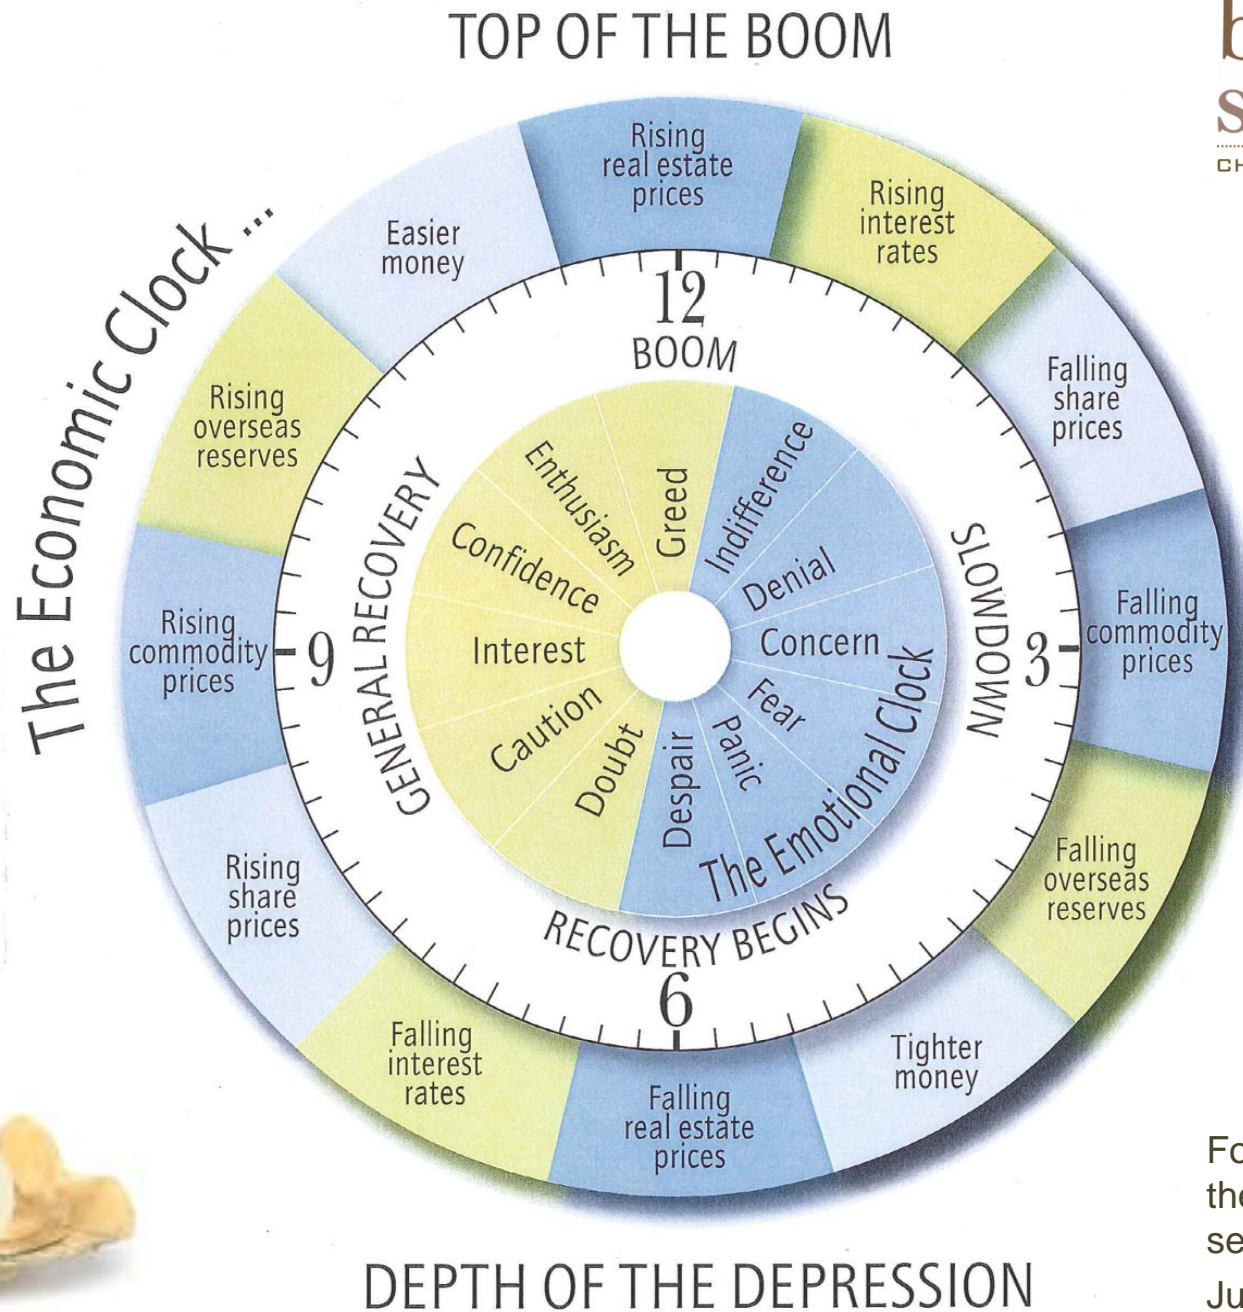 TOP OF THE BOOM
The Economic Clock ...
Rising
real estate
prices
Rising
interest
rates
Falling
share
prices
Falling
commodity
prices
Falling
overseas
reserves
Tighter
money
Falling
real estate
prices
Falling
interest
rates
Rising
share
prices
Rising
commodity
prices
Rising
overseas
reserves
Easier
money
12
BOOM
3
SLOWDOWN
6
RECOVERY BEGINS
9
GENERAL RECOVERY
Greed
Indifference
Denial
Concern
Fear
Panic
Despair
Doubt
Caution
Interest
Confidence
Enthusiasm
The Emotional Clock
DEPTH OF THE DEPRESSION